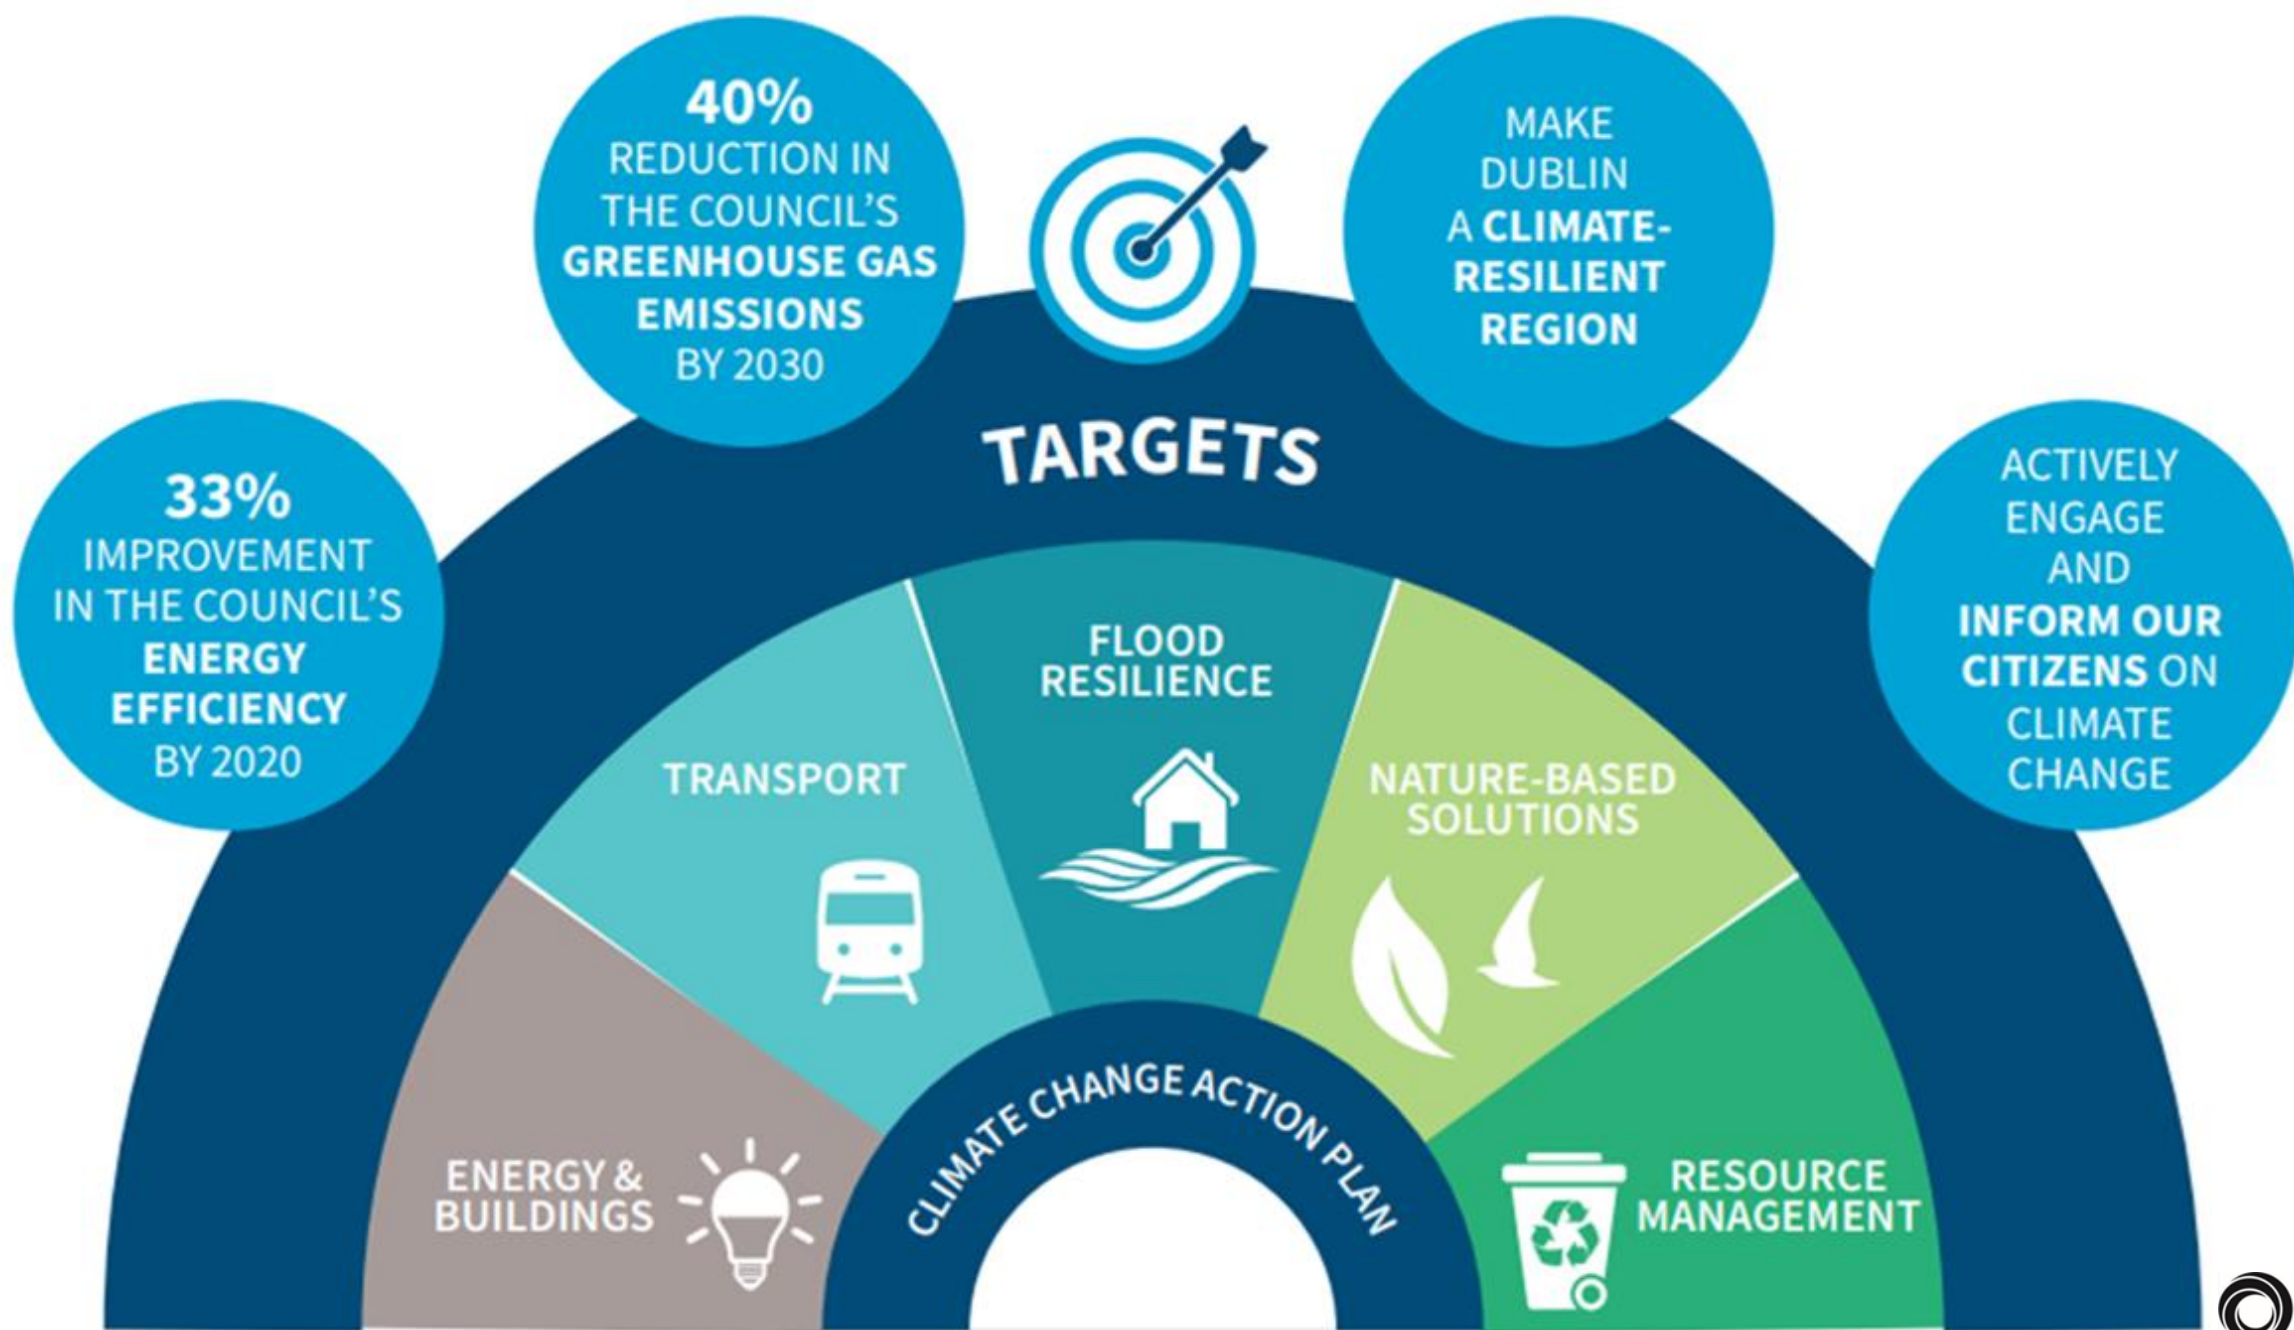 40%
REDUCTION IN
THE COUNCIL'S
GREENHOUSE GAS
EMISSIONS
BY 2030
MAKE
DUBLIN
A CLIMATE-
RESILIENT
REGION
33%
IMPROVEMENT
IN THE COUNCIL'S
ENERGY
EFFICIENCY
BY 2020
TARGETS
ACTIVELY
ENGAGE
AND
INFORM OUR
CITIZENS ON
CLIMATE
CHANGE
FLOOD
RESILIENCE
TRANSPORT
NATURE-BASED
SOLUTIONS
ENERGY &
BUILDINGS
CLIMATE CHANGE ACTION PLAN
RESOURCE
MANAGEMENT